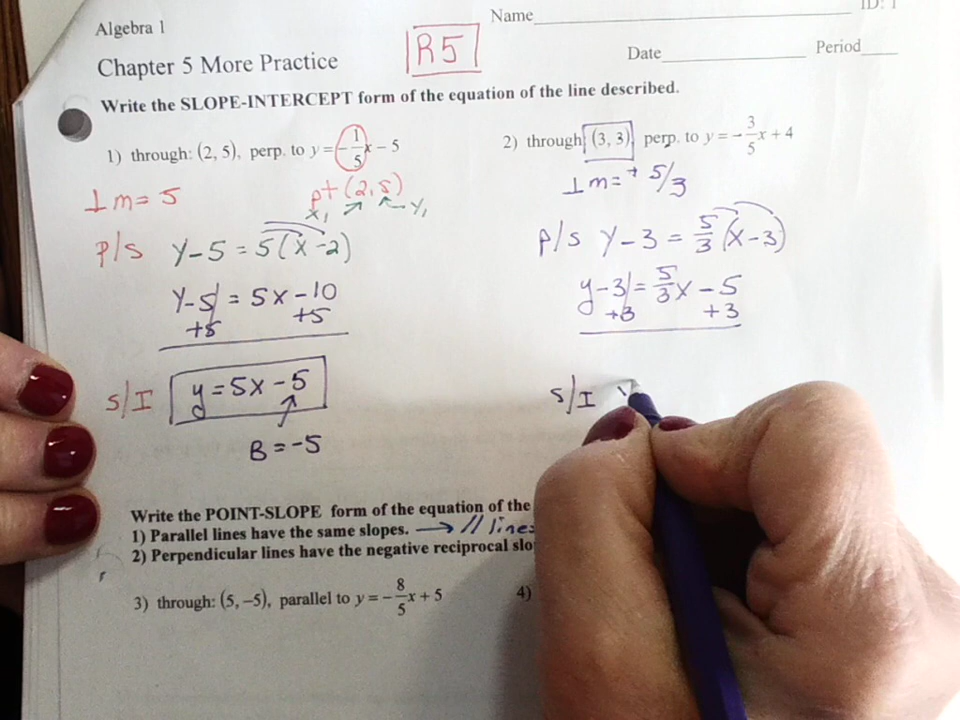 Algebra 1
Name
ID: 1
Chapter 5 More Practice
R5
Date
Period
Write the SLOPE-INTERCEPT form of the equation of the line described.
1) through: (2, 5), perp. to y = -1/5x - 5
⊥ m = 5
pt (2,5)
x₁ y₁
P/S y-5 = 5(x-2)
y-5 = 5x-10
+5 +5
S/I y=5x-5
B=-5
2) through: (3, 3), perp. to y = -3/5x + 4
⊥ m = + 5/3
P/S y-3 = 5/3(x-3)
y-3 = 5/3x-5
+3 +3
S/I y
Write the POINT-SLOPE form of the equation of the
1) Parallel lines have the same slopes. → // lines
2) Perpendicular lines have the negative reciprocal slo
3) through: (5, -5), parallel to y = -8/5x + 5
4)